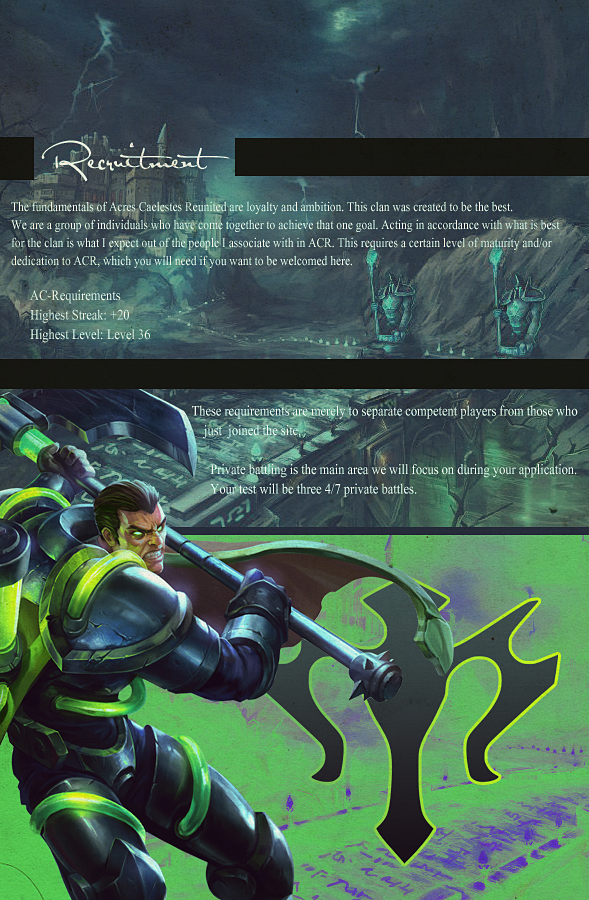 Recruitment
The fundamentals of Acres Caelestes Reunited are loyalty and ambition. This clan was created to be the best.
We are a group of individuals who have come together to achieve that one goal. Acting in accordance with what is best
for the clan is what I expect out of the people I associate with in ACR. This requires a certain level of maturity and/or
dedication to ACR, which you will need if you want to be welcomed here.
AC-Requirements
Highest Streak: +20
Highest Level: Level 36
These requirements are merely to separate competent players from those who
just joined the site.
Private battling is the main area we will focus on during your application.
Your test will be three 4/7 private battles.